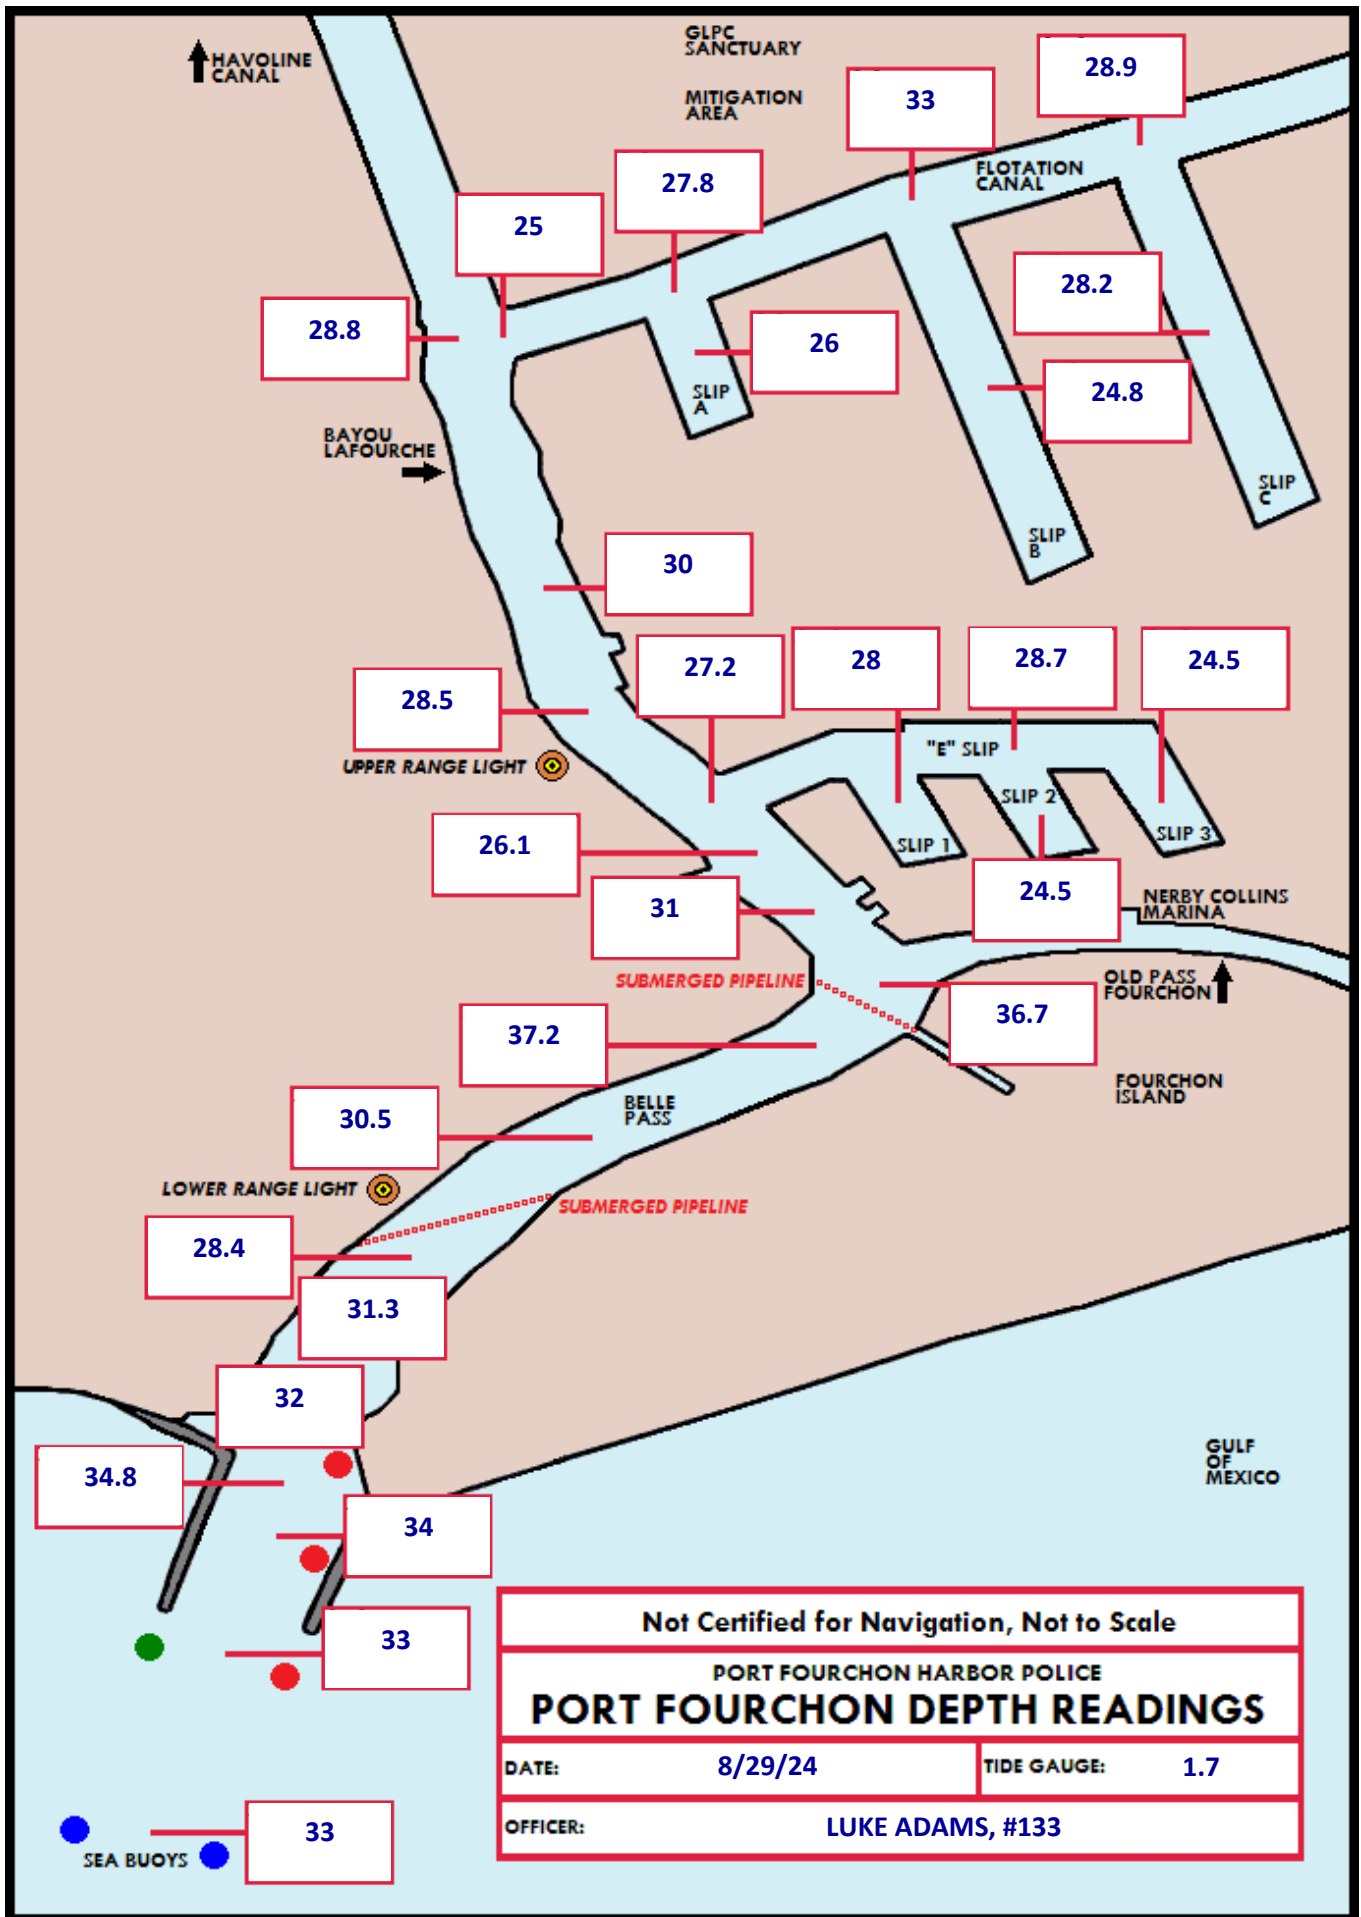 HAVOLINE
CANAL
GLPC
SANCTUARY
MITIGATION
AREA
28.9
33
FLOTATION
CANAL
27.8
25
28.8
28.2
26
24.8
SLIP
A
BAYOU
LAFOURCHE
SLIP
C
SLIP
B
30
27.2
28
28.7
24.5
28.5
"E" SLIP
UPPER RANGE LIGHT
SLIP 2
SLIP 1
SLIP 3
26.1
24.5
31
NERBY COLLINS
MARINA
SUBMERGED PIPELINE
OLD PASS
FOURCHON
36.7
37.2
FOURCHON
ISLAND
BELLE
PASS
30.5
LOWER RANGE LIGHT
SUBMERGED PIPELINE
28.4
31.3
32
GULF
OF
MEXICO
34.8
34
33
33
SEA BUOYS
Not Certified for Navigation, Not to Scale
PORT FOURCHON HARBOR POLICE
PORT FOURCHON DEPTH READINGS
DATE: 8/29/24 TIDE GAUGE: 1.7
OFFICER: LUKE ADAMS, #133